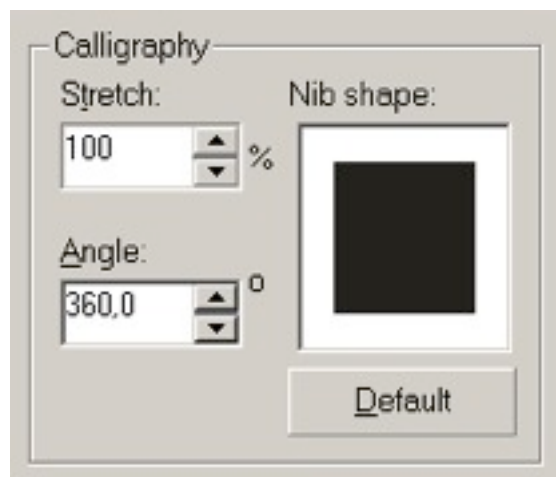 Calligraphy
Stretch:
100
%
Nib shape:
Angle:
360,0
o
Default